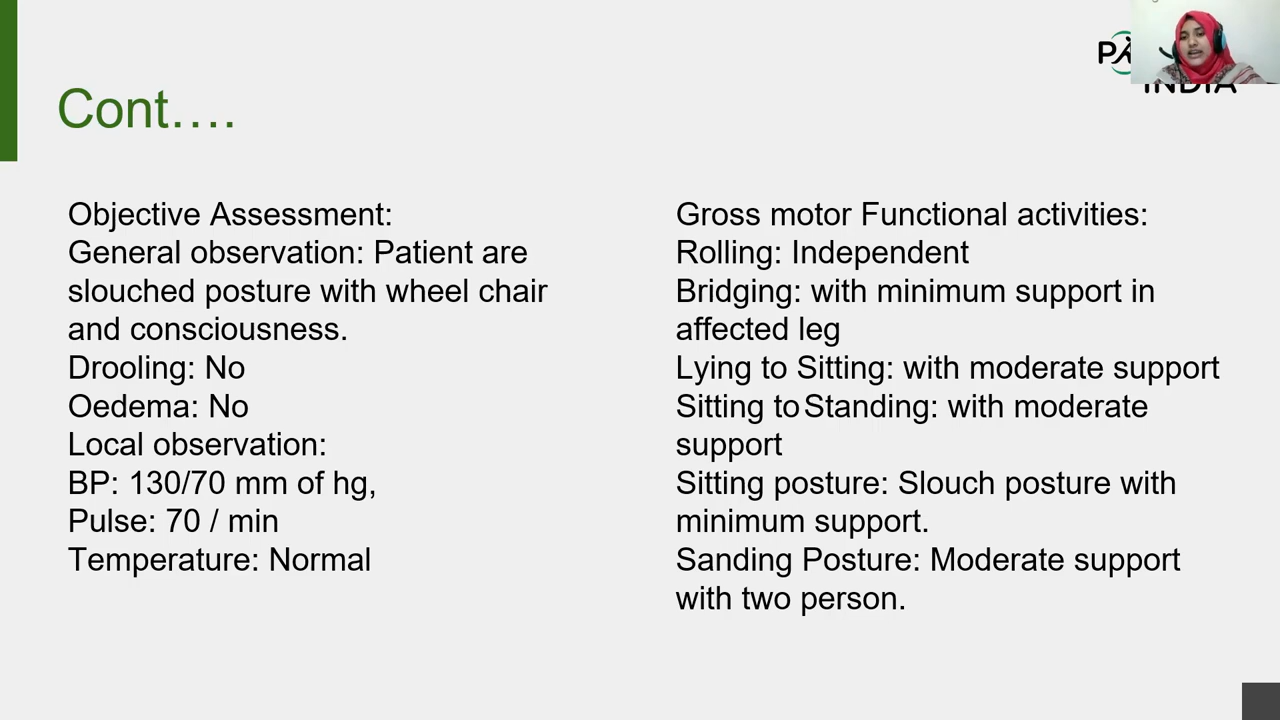 Cont….
Objective Assessment:
General observation: Patient are
slouched posture with wheel chair
and consciousness.
Drooling: No
Oedema: No
Local observation:
BP: 130/70 mm of hg,
Pulse: 70 / min
Temperature: Normal
Gross motor Functional activities:
Rolling: Independent
Bridging: with minimum support in
affected leg
Lying to Sitting: with moderate support
Sitting to Standing: with moderate
support
Sitting posture: Slouch posture with
minimum support.
Sanding Posture: Moderate support
with two person.
INDIA